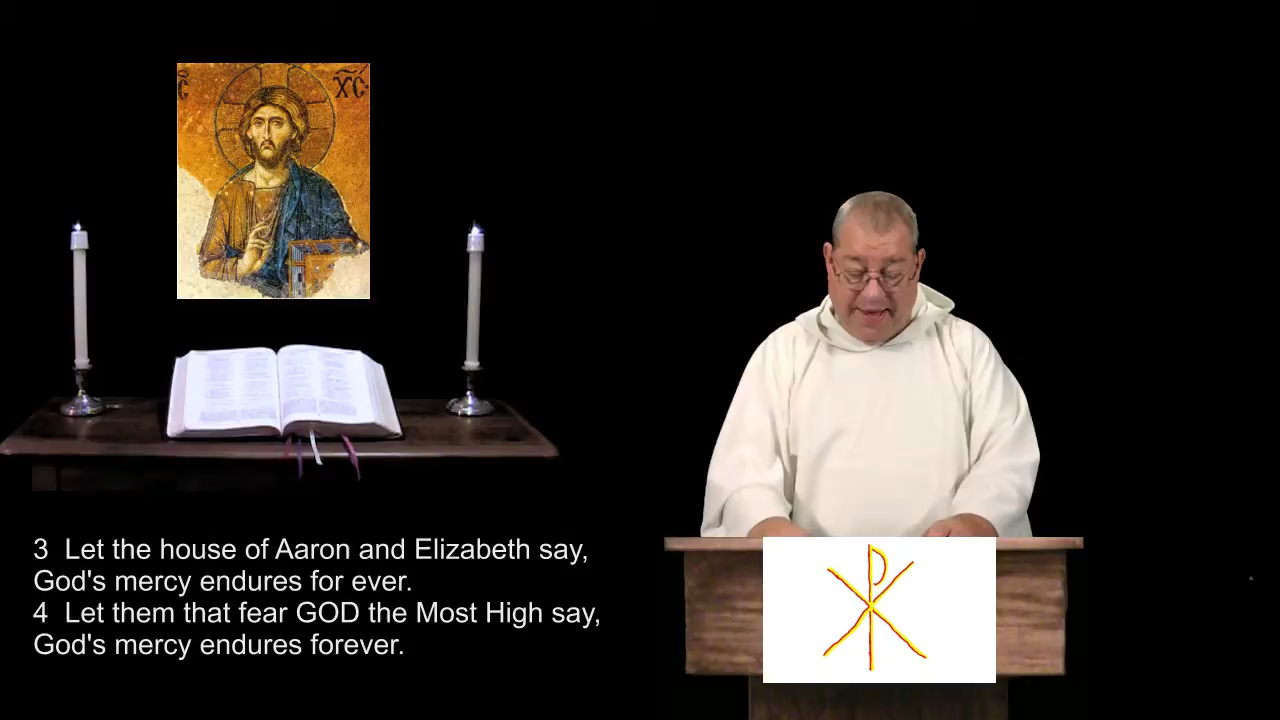 X̅C
3  Let the house of Aaron and Elizabeth say,
God's mercy endures for ever.
4  Let them that fear GOD the Most High say,
God's mercy endures forever.